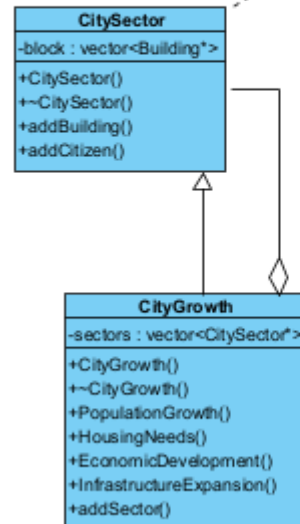 CitySector
-block : vector<Building*>
+CitySector()
+~CitySector()
+addBuilding()
+addCitizen()
CityGrowth
-sectors : vector<CitySector*>
+CityGrowth()
+~CityGrowth()
+PopulationGrowth()
+HousingNeeds()
+EconomicDevelopment()
+InfrastructureExpansion()
+addSector()